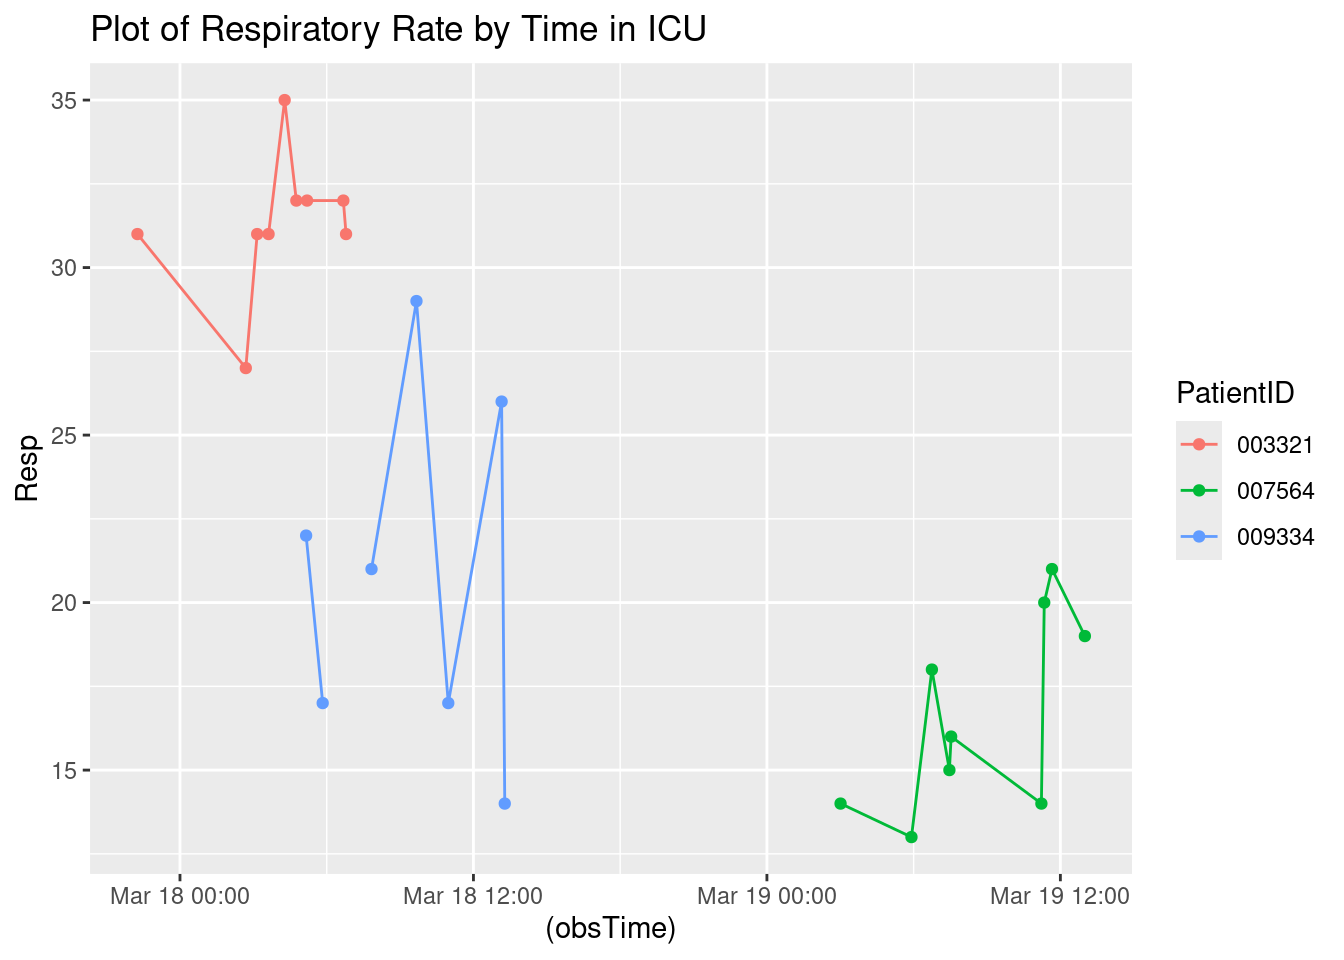 Plot of Respiratory Rate by Time in ICU
35
30
25
20
15
Resp
Mar 18 00:00
Mar 18 12:00
Mar 19 00:00
Mar 19 12:00
(obsTime)
PatientID
003321
007564
009334